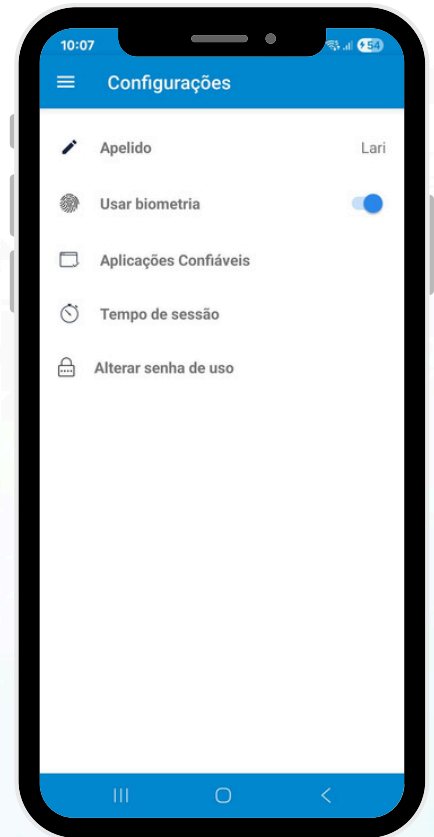 10:07
54
Configurações
Apelido
Lari
Usar biometria
Aplicações Confiáveis
Tempo de sessão
Alterar senha de uso